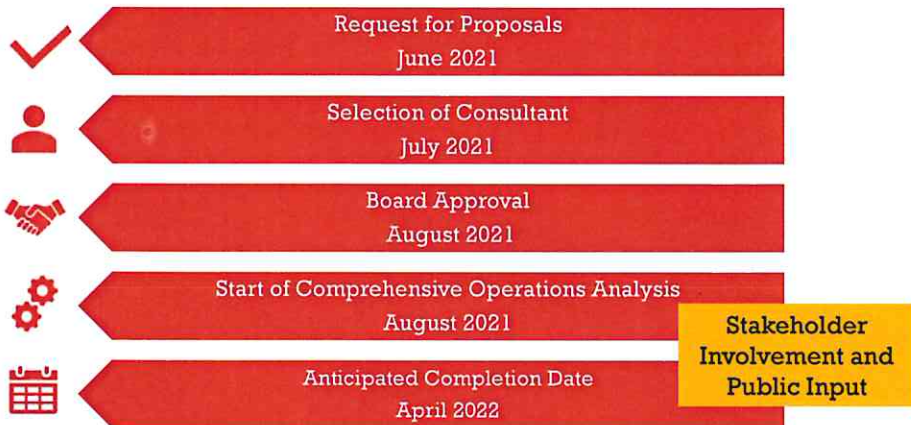 Request for Proposals
June 2021
Selection of Consultant
July 2021
Board Approval
August 2021
Start of Comprehensive Operations Analysis
August 2021
Stakeholder
Involvement and
Public Input
Anticipated Completion Date
April 2022